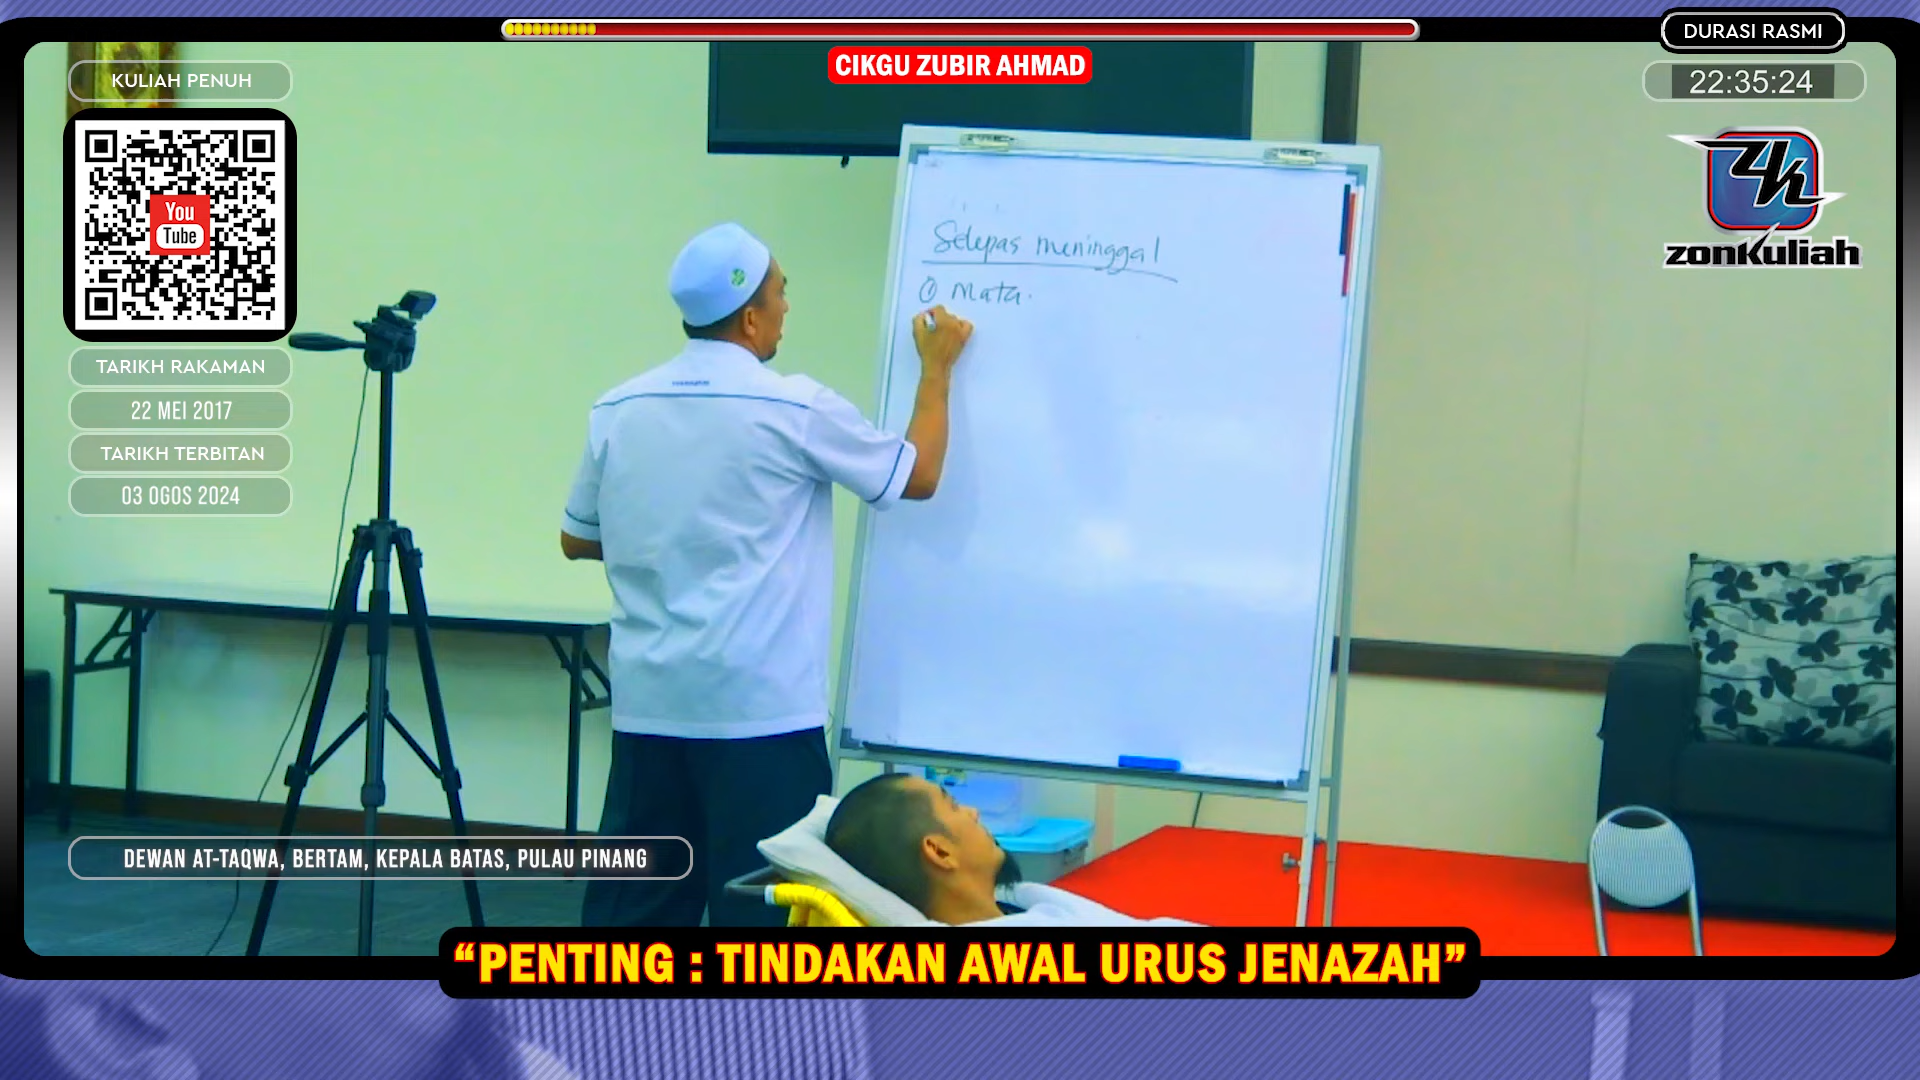 DURASI RASMI
KULIAH PENUH
CIKGU ZUBIR AHMAD
22:35:24
You
Tube
ZK
zonKuliah
Selepas meninggal
① Mata.
TARIKH RAKAMAN
22 MEI 2017
TARIKH TERBITAN
03 OGOS 2024
DEWAN AT-TAQWA, BERTAM, KEPALA BATAS, PULAU PINANG
“PENTING : TINDAKAN AWAL URUS JENAZAH”